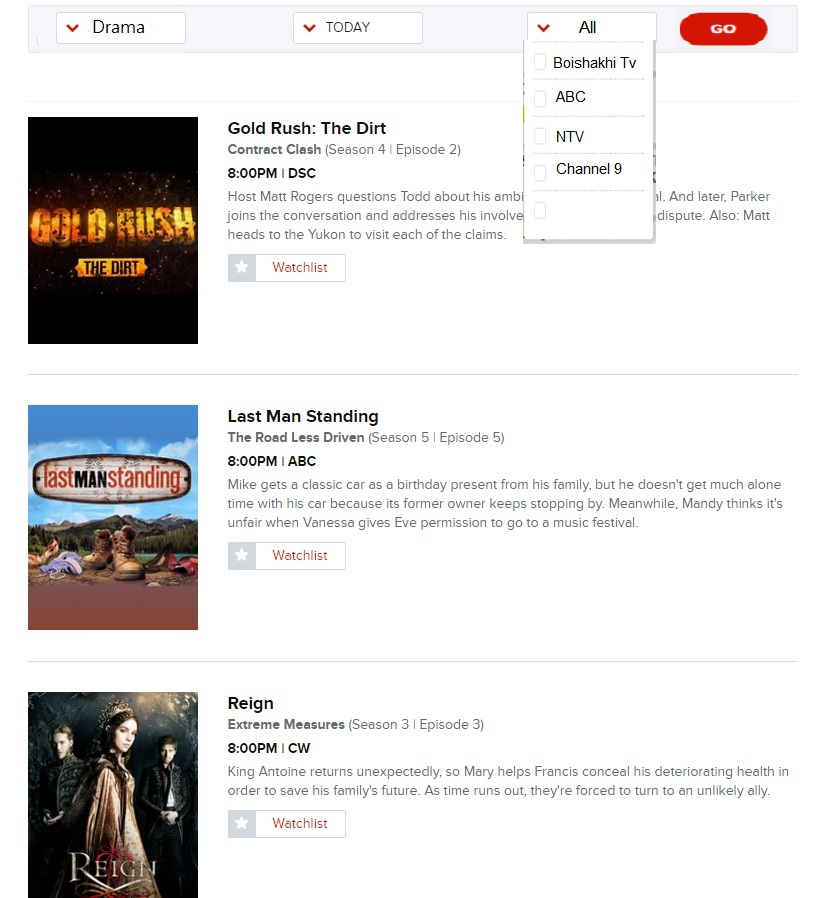 Drama TODAY All GO
Boishakhi Tv
ABC
NTV
Channel 9
GOLD RUSH
THE DIRT
Gold Rush: The Dirt
Contract Clash (Season 4 | Episode 2)
8:00PM | DSC
Host Matt Rogers questions Todd about his ambi l. And later, Parker
joins the conversation and addresses his involve dispute. Also: Matt
heads to the Yukon to visit each of the claims.
Watchlist
lastMANstanding
Last Man Standing
The Road Less Driven (Season 5 | Episode 5)
8:00PM | ABC
Mike gets a classic car as a birthday present from his family, but he doesn't get much alone
time with his car because its former owner keeps stopping by. Meanwhile, Mandy thinks it's
unfair when Vanessa gives Eve permission to go to a music festival.
Watchlist
REIGN
Reign
Extreme Measures (Season 3 | Episode 3)
8:00PM | CW
King Antoine returns unexpectedly, so Mary helps Francis conceal his deteriorating health in
order to save his family's future. As time runs out, they're forced to turn to an unlikely ally.
Watchlist